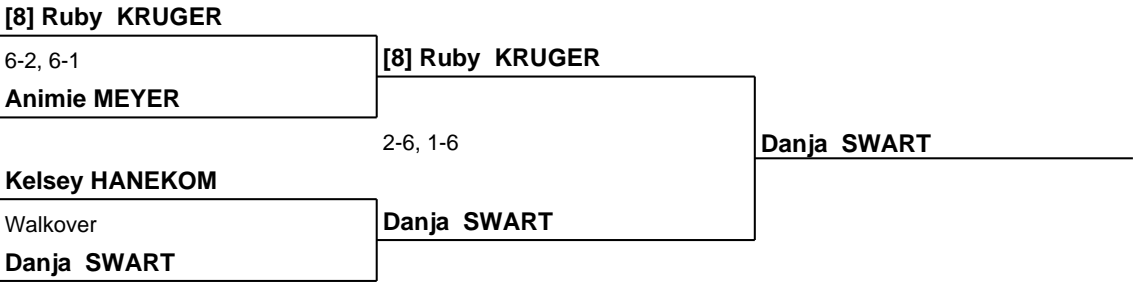 [8] Ruby KRUGER
6-2, 6-1
[8] Ruby KRUGER
Animie MEYER
2-6, 1-6
Danja SWART
Kelsey HANEKOM
Walkover
Danja SWART
Danja SWART